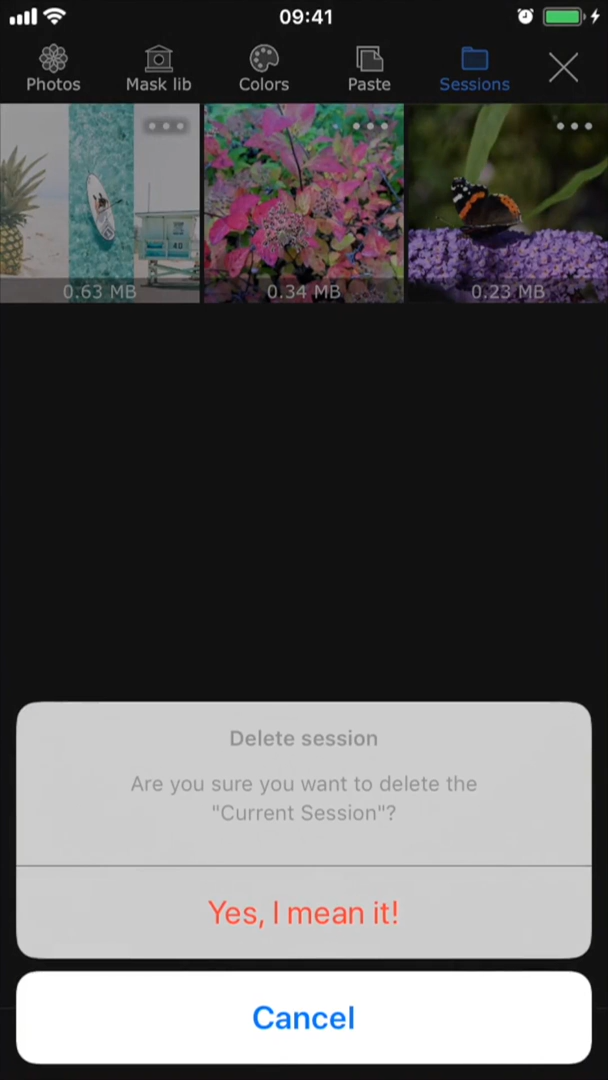 09:41
Photos Mask lib Colors Paste Sessions
0.63 MB 0.34 MB 0.23 MB
Delete session
Are you sure you want to delete the
"Current Session"?
Yes, I mean it!
Cancel